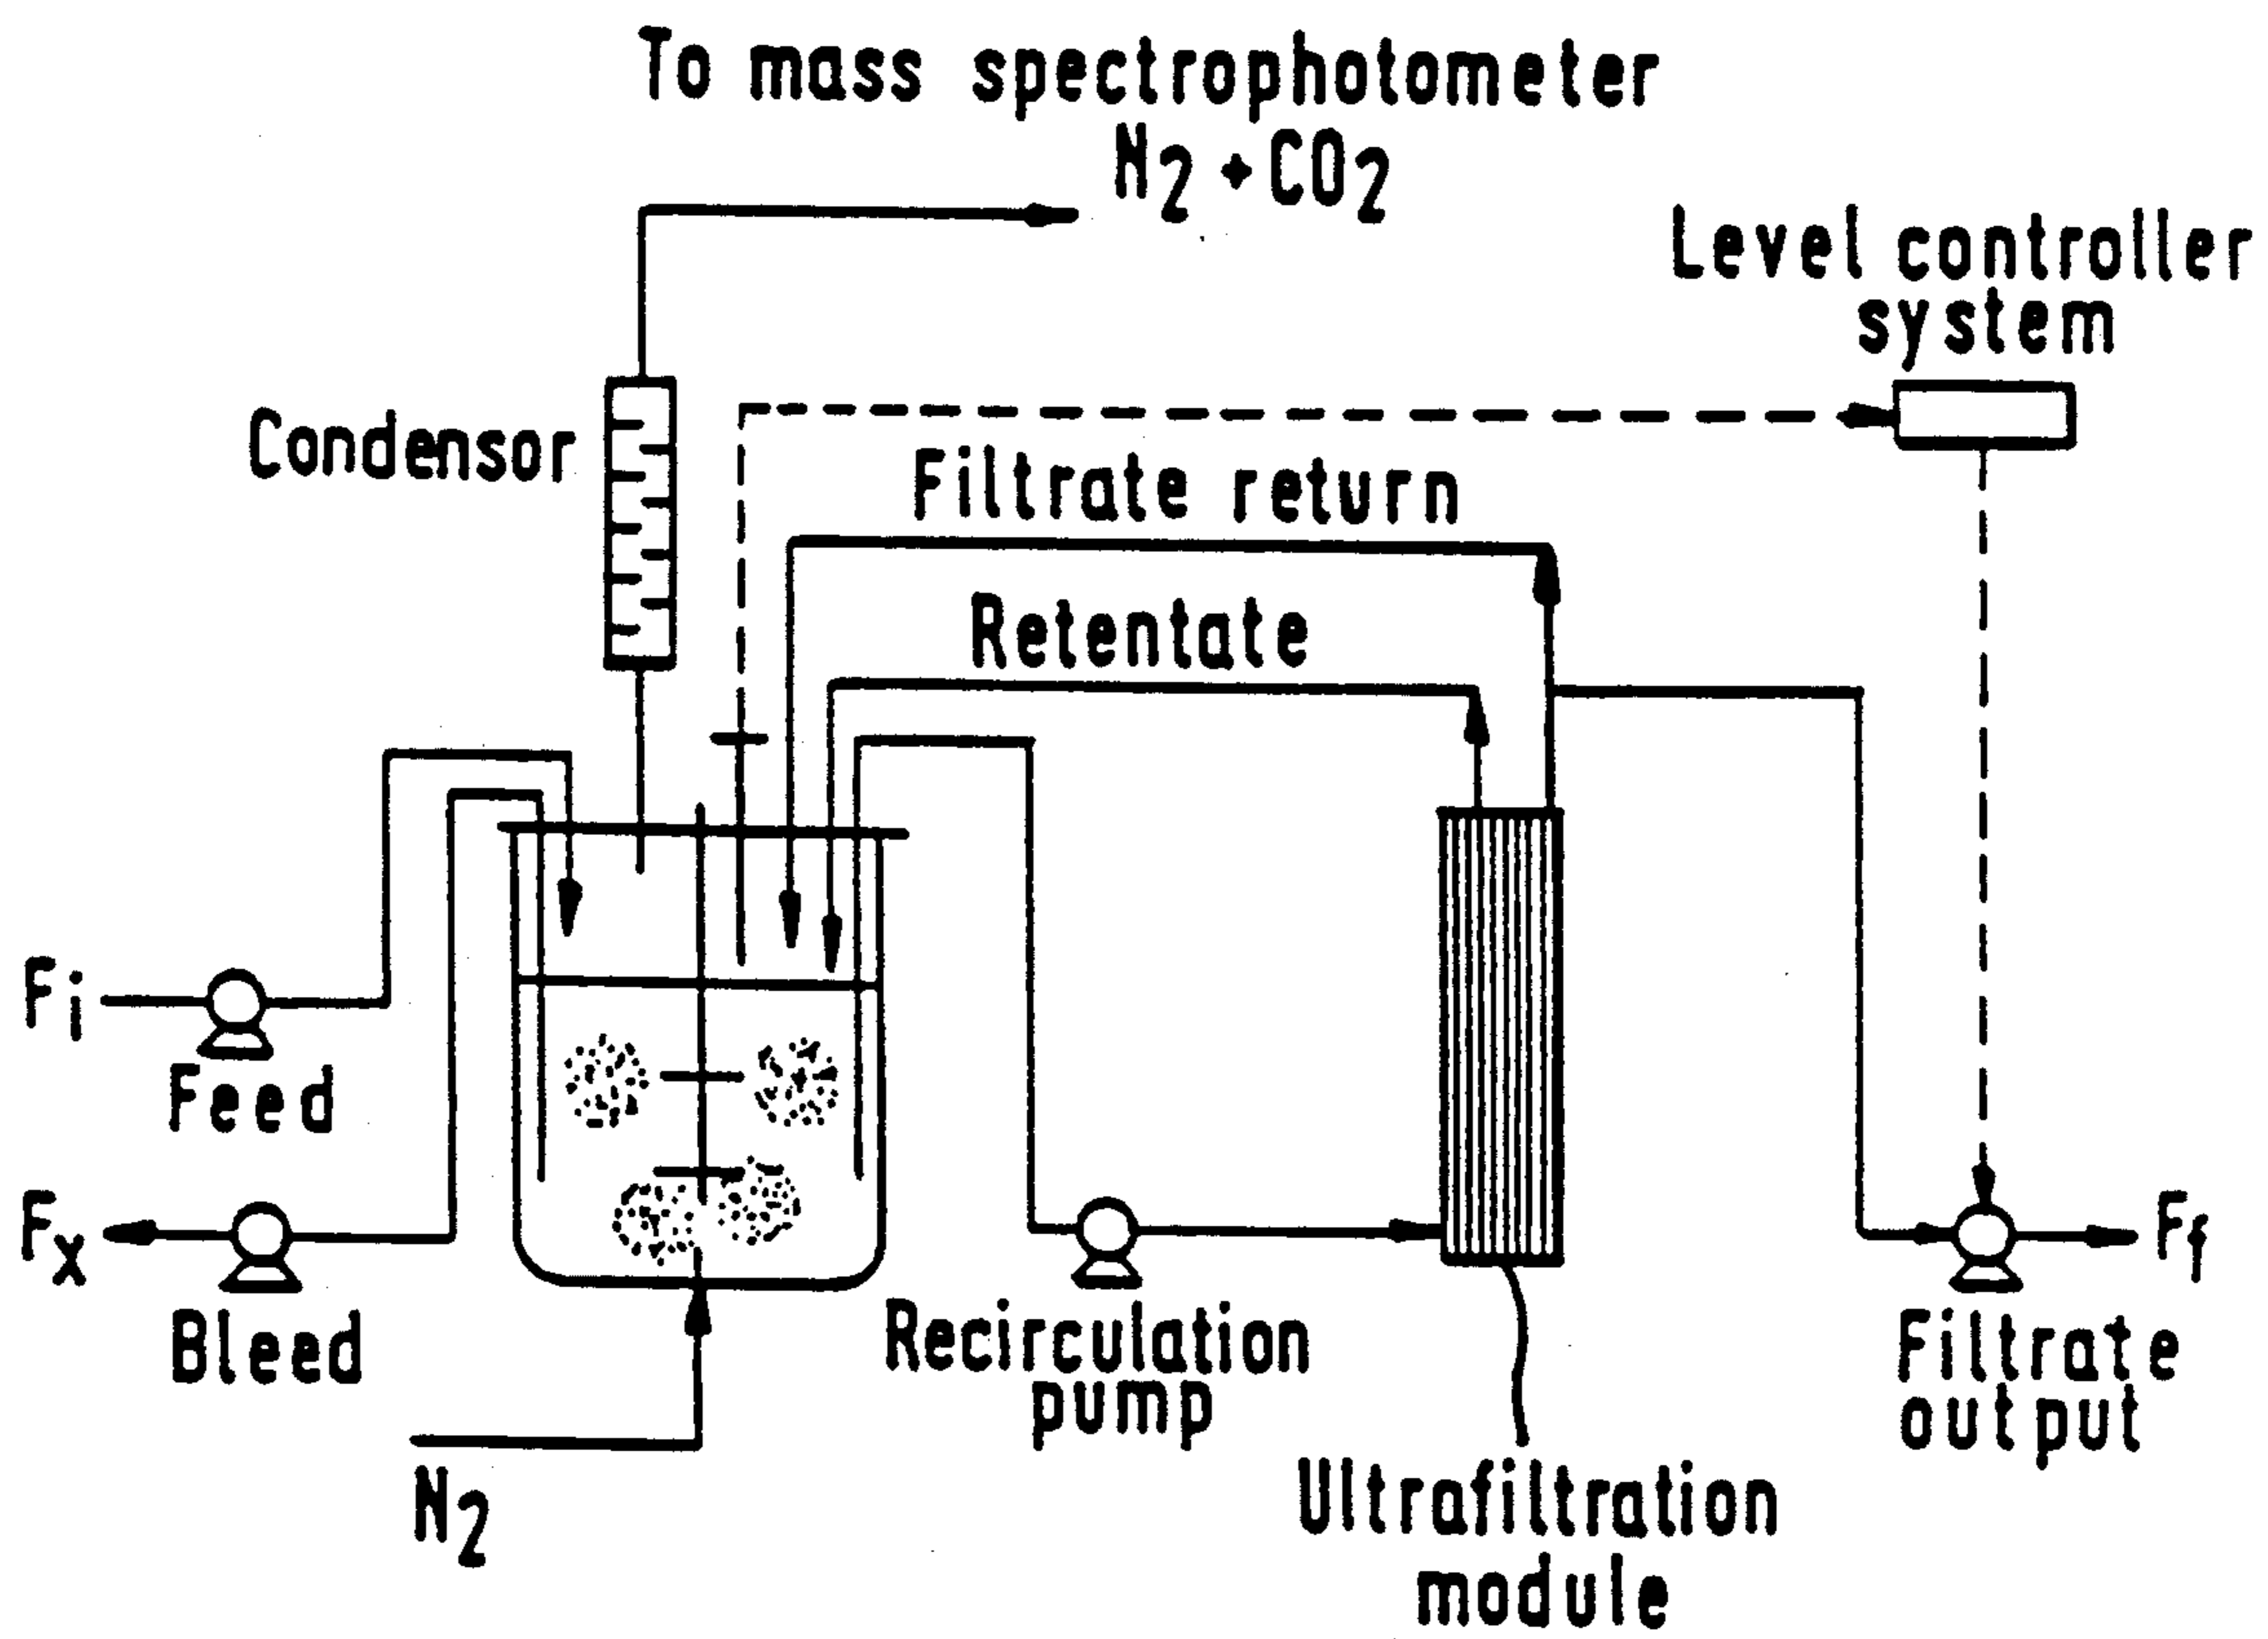 To mass spectrophotometer
N2 + CO2
Level controller
system
Condensor
Filtrate return
Retentate
Fi
Feed
Fx
Bleed
N2
Recirculation
pump
Ultrafiltration
module
Ff
Filtrate
output